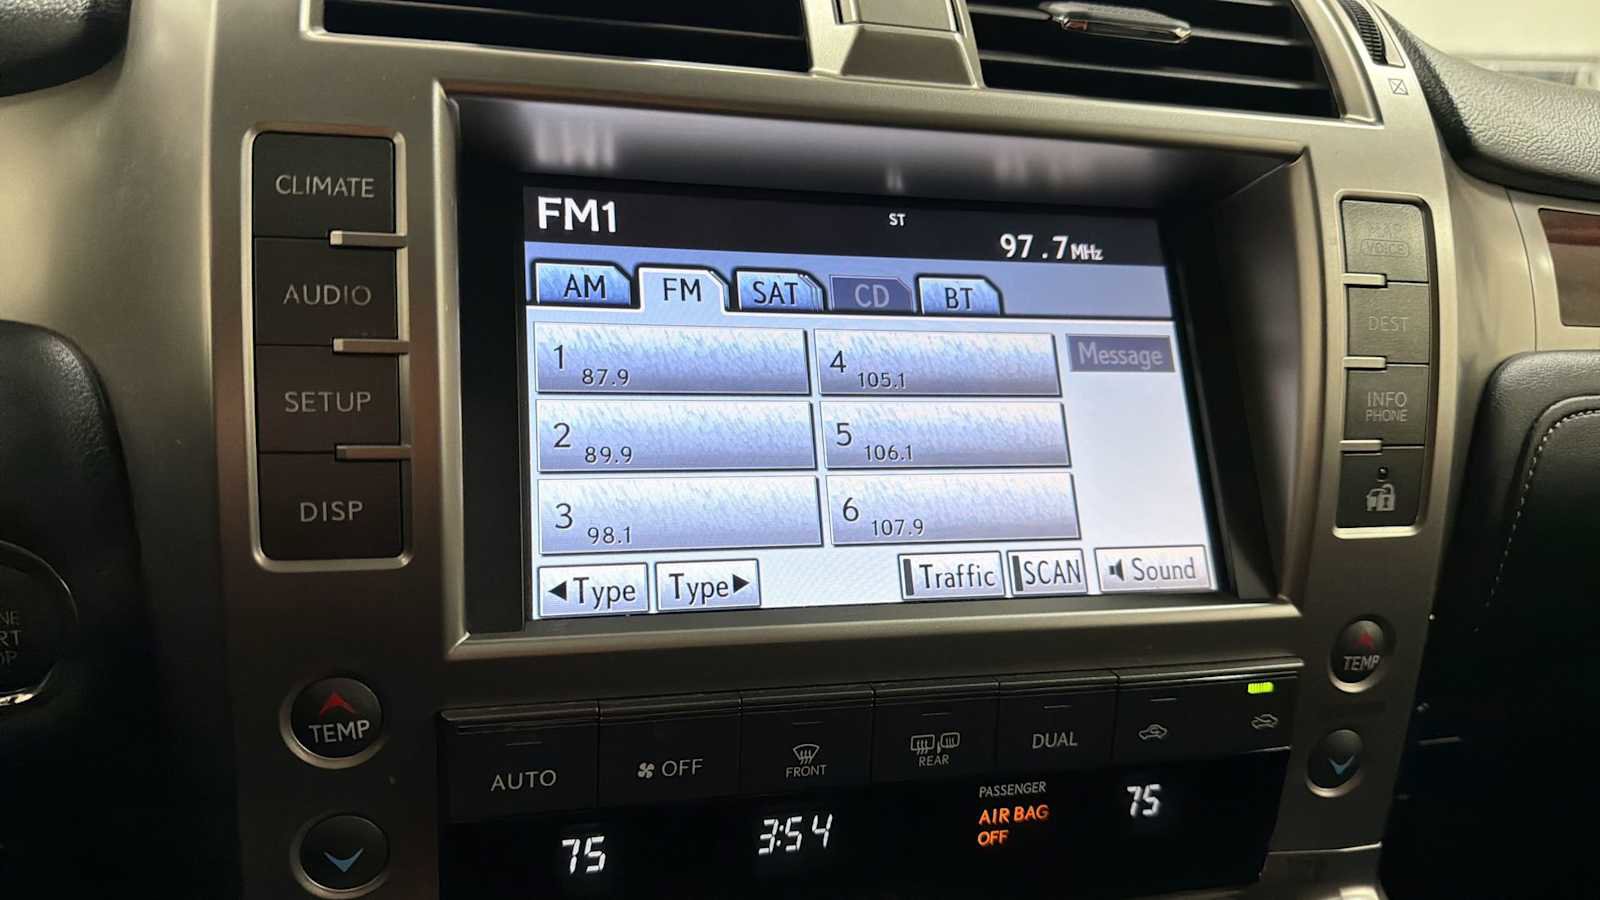 CLIMATE
AUDIO
SETUP
DISP
FM1
ST
97.7MHz
AM
FM
SAT
CD
BT
1
87.9
4
105.1
Message
2
89.9
5
106.1
3
98.1
6
107.9
◀Type
Type▶
Traffic
SCAN
Sound
MAP
VOICE
DEST
INFO
PHONE
TEMP
TEMP
AUTO
OFF
FRONT
REAR
DUAL
75
3:54
PASSENGER
AIR BAG
OFF
75